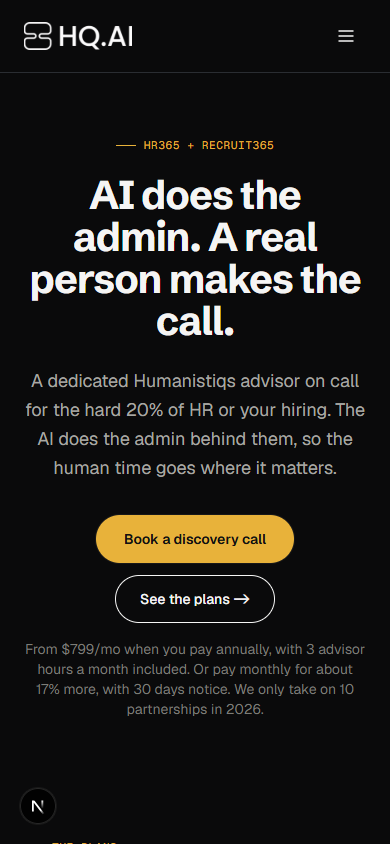 HQ.AI
HR365 + RECRUIT365
AI does the
admin. A real
person makes the
call.
A dedicated Humanistiqs advisor on call
for the hard 20% of HR or your hiring. The
AI does the admin behind them, so the
human time goes where it matters.
Book a discovery call
See the plans →
From $799/mo when you pay annually, with 3 advisor
hours a month included. Or pay monthly for about
17% more, with 30 days notice. We only take on 10
partnerships in 2026.
N